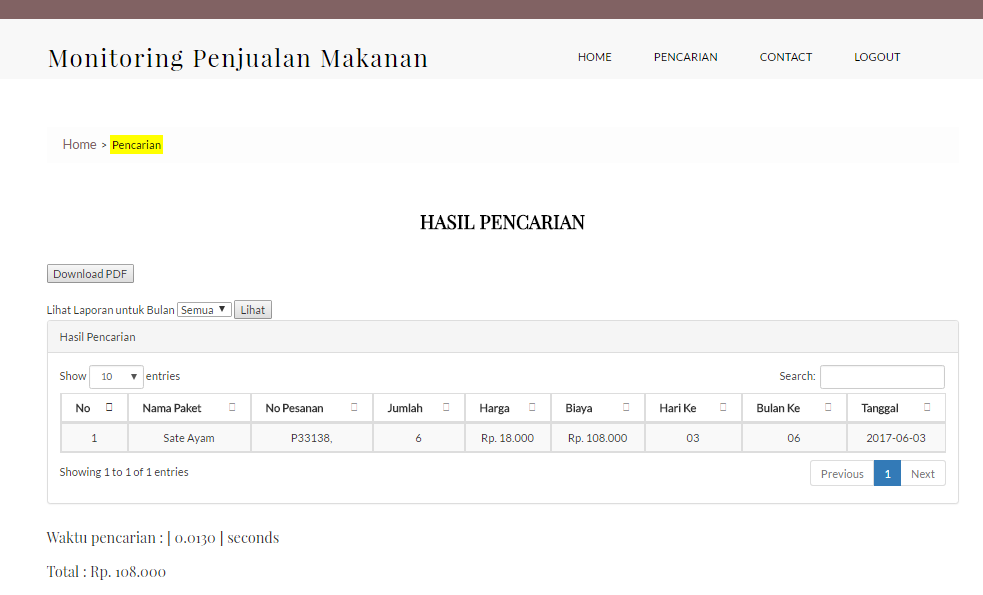 Monitoring Penjualan Makanan HOME PENCARIAN CONTACT LOGOUT
Home > Pencarian
HASIL PENCARIAN
Download PDF
Lihat Laporan untuk Bulan Semua Lihat
Hasil Pencarian
Show 10 entries Search:
No Nama Paket No Pesanan Jumlah Harga Biaya Hari Ke Bulan Ke Tanggal
1 Sate Ayam P33138, 6 Rp. 18.000 Rp. 108.000 03 06 2017-06-03
Showing 1 to 1 of 1 entries Previous 1 Next
Waktu pencarian : | 0.0130 | seconds
Total : Rp. 108.000